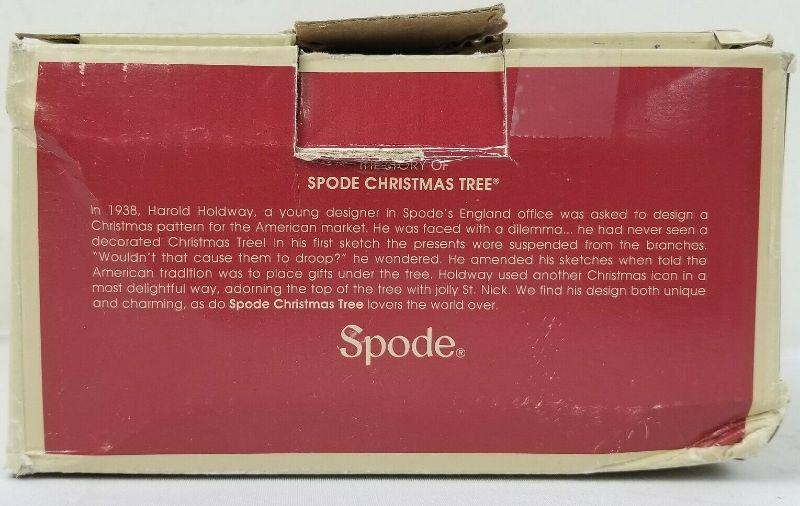 THE STORY OF
SPODE CHRISTMAS TREE®
In 1938, Harold Holdway, a young designer in Spode's England office was asked to design a
Christmas pattern for the American market. He was faced with a dilemma... he had never seen a
decorated Christmas Tree! In his first sketch the presents were suspended from the branches.
"Wouldn't that cause them to droop?" he wondered. He amended his sketches when told the
American tradition was to place gifts under the tree. Holdway used another Christmas icon in a
most delightful way, adorning the top of the tree with jolly St. Nick. We find his design both unique
and charming, as do Spode Christmas Tree lovers the world over.
Spode®